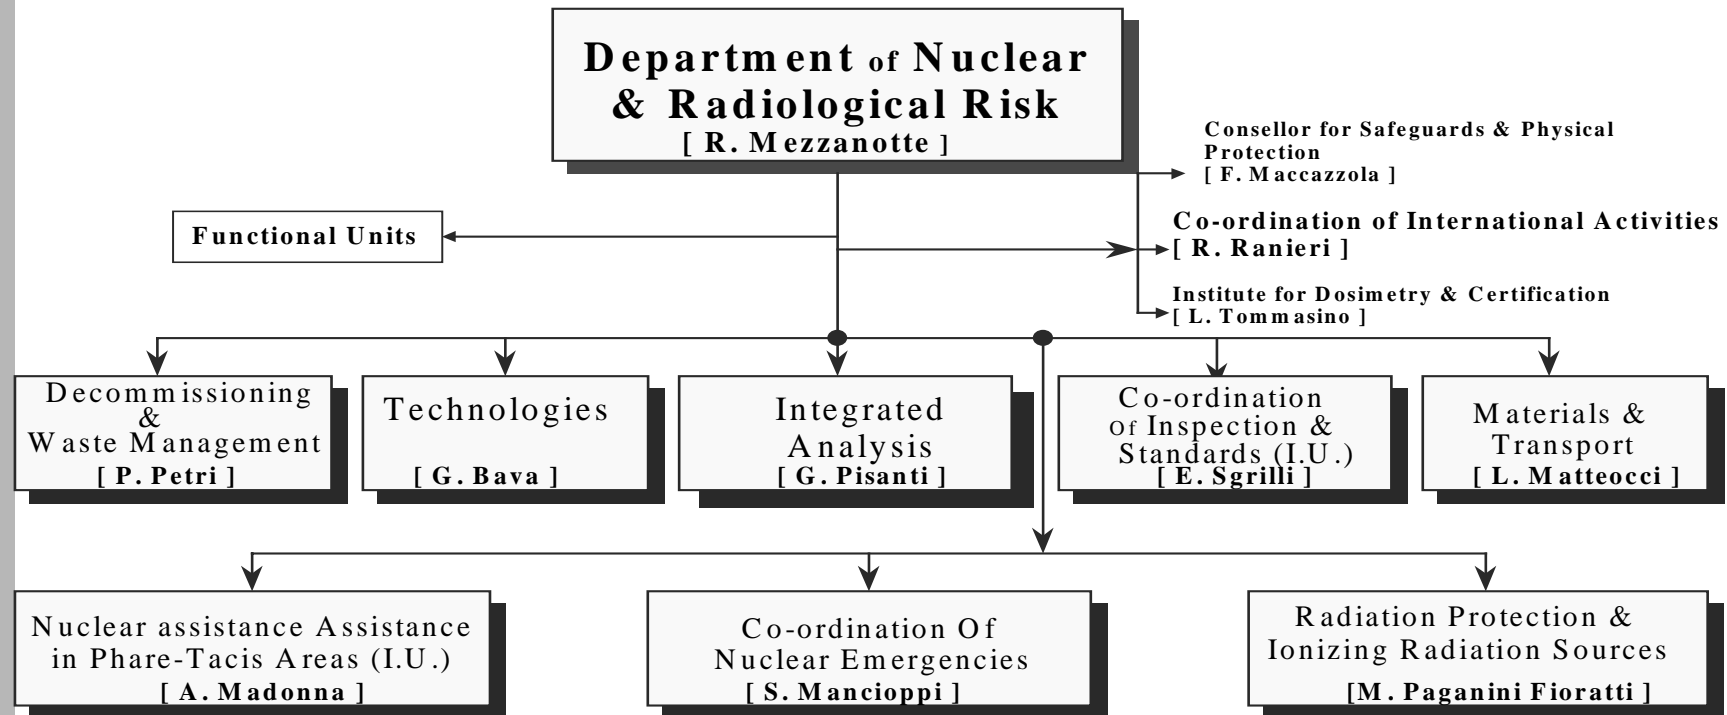 Department of Nuclear
& Radiological Risk
[ R. Mezzanotte ]
Consellor for Safeguards & Physical
Protection
[ F. Maccazzola ]
Functional Units
Co-ordination of International Activities
[ R. Ranieri ]
Institute for Dosimetry & Certification
[ L. Tommasino ]
Decommissioning
&
Waste Management
[ P. Petri ]
Technologies
[ G. Bava ]
Integrated
Analysis
[ G. Pisanti ]
Co-ordination
Of Inspection &
Standards (I.U.)
[ E. Sgrilli ]
Materials &
Transport
[ L. Matteocci ]
Nuclear assistance Assistance
in Phare-Tacis Areas (I.U.)
[ A. Madonna ]
Co-ordination Of
Nuclear Emergencies
[ S. Mancioppi ]
Radiation Protection &
Ionizing Radiation Sources
[M. Paganini Fioratti ]